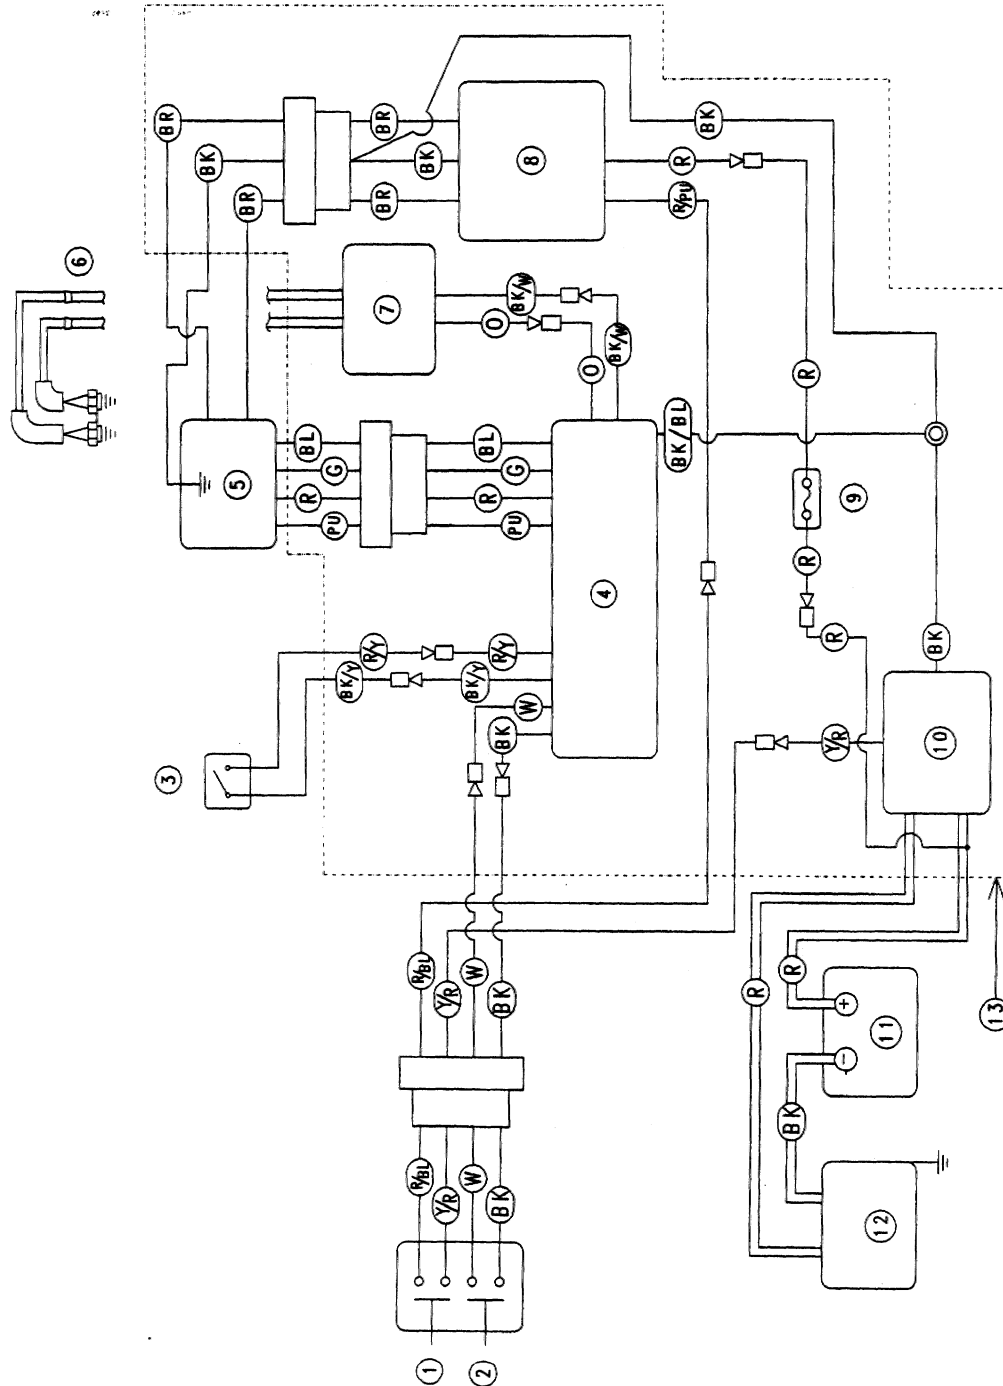 6
3
BR
BK
BR
5
PU
R
G
BL
BK/Y
R/Y
BR
BR
BK
7
1
2
R/BL
Y/R
W
BK
R/BL
Y/R
W
BK
BK/Y
R/Y
BK
W
PU
R
G
BL
O
BK/W
8
O
BK/W
4
BK/BL
R/PU
R
BK
12
BK
R
R
11
−
+
Y/R
R
R
9
R
10
BK
13